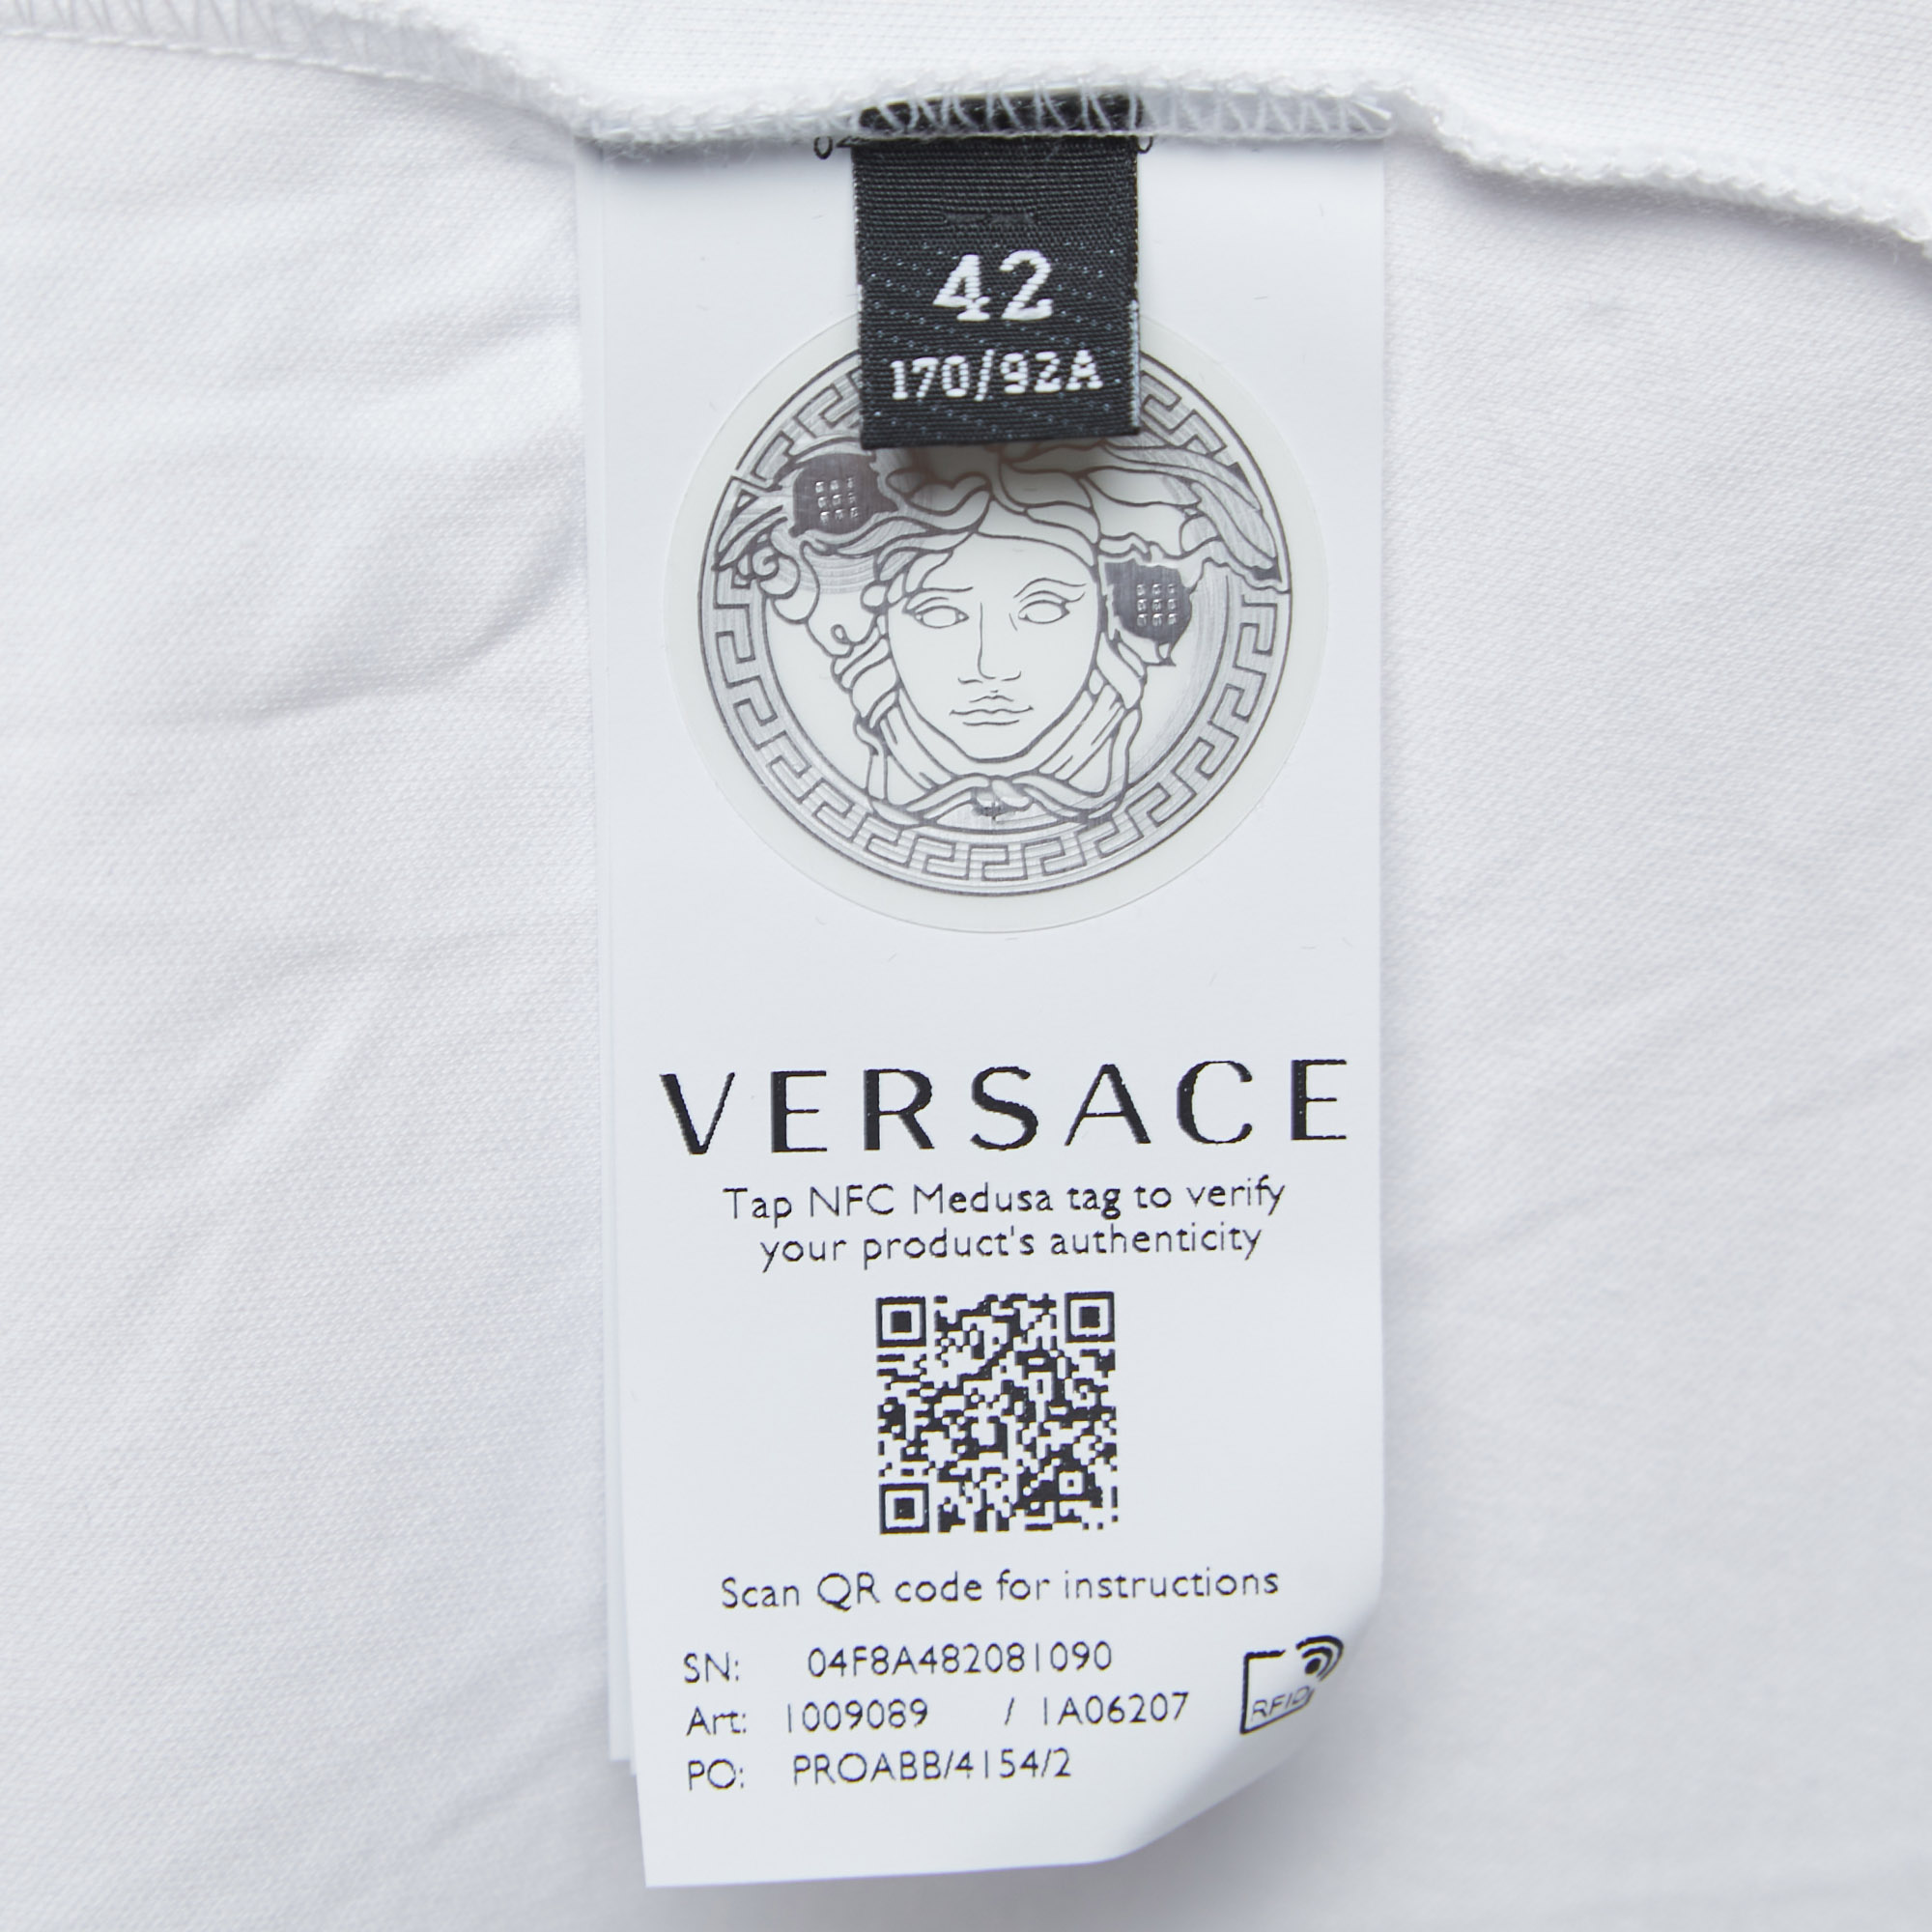 42
170/92A
VERSACE
Tap NFC Medusa tag to verify
your product's authenticity
Scan QR code for instructions
SN: 04F8A482081090
Art: 1009089 / 1A06207
RFID
PO: PROABB/4154/2